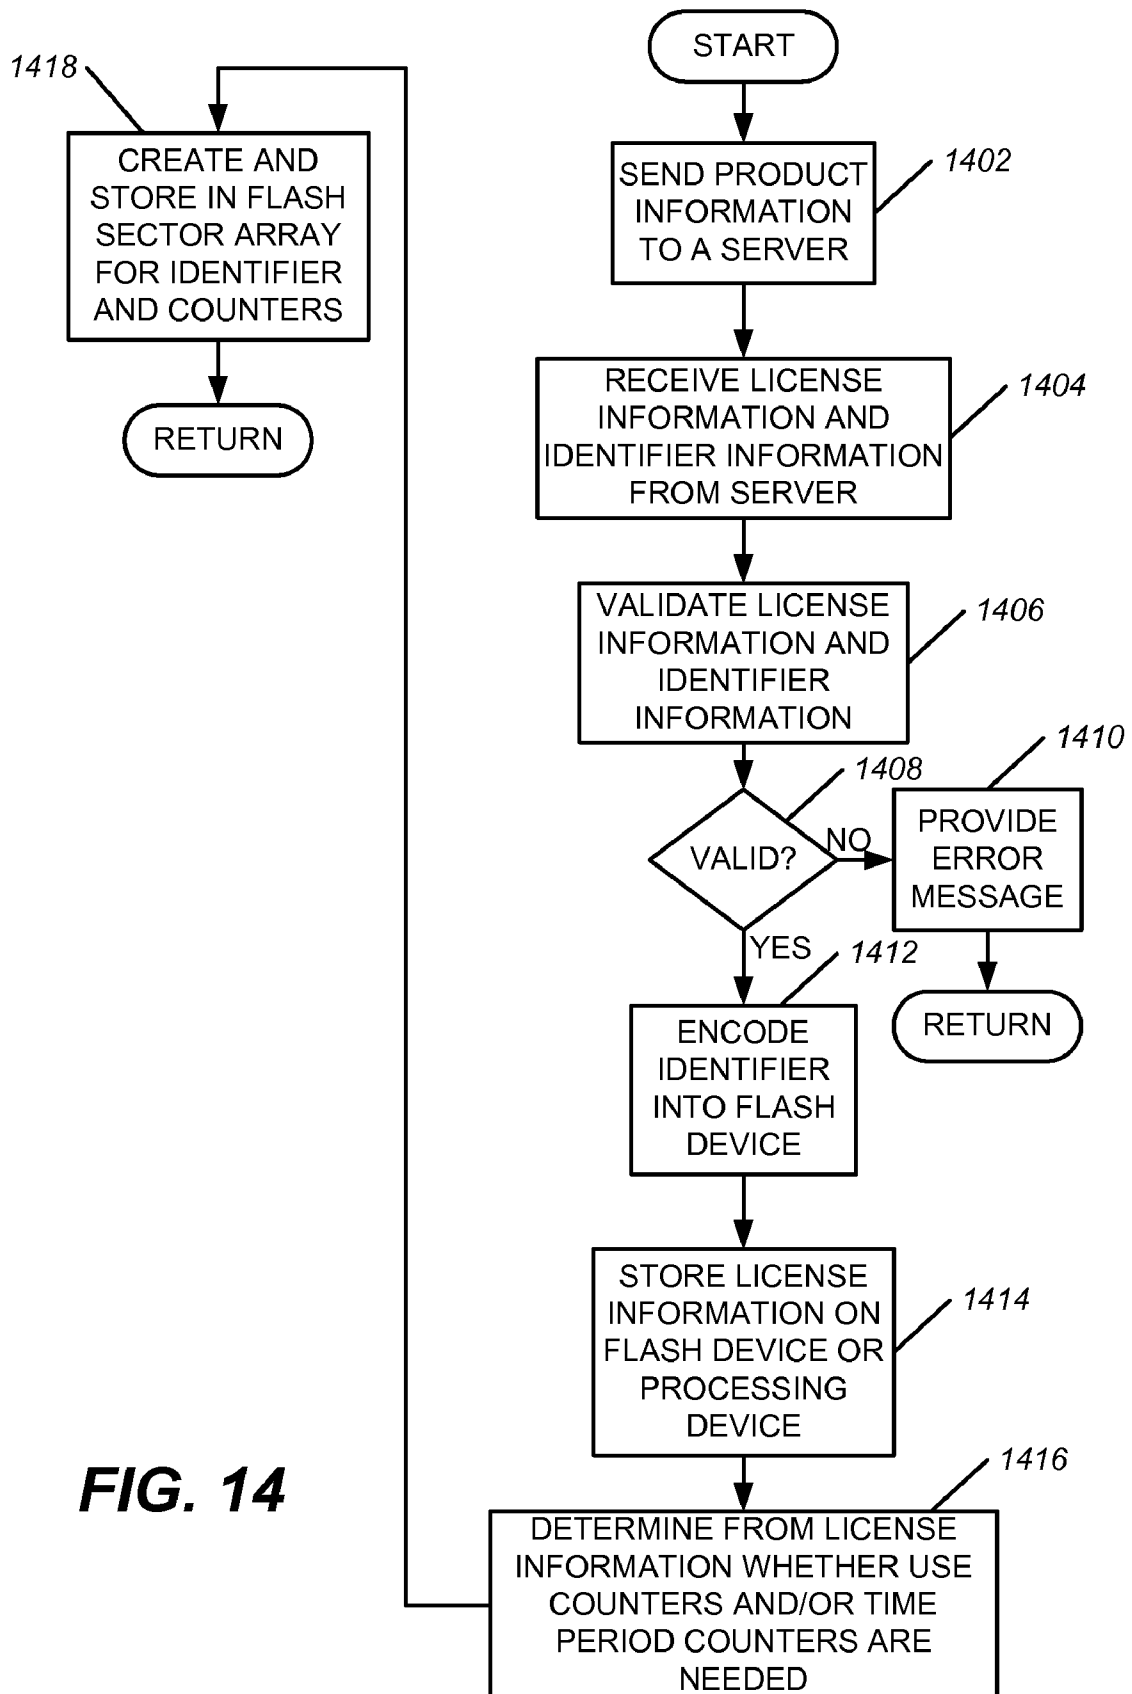 START
1402
SEND PRODUCT
INFORMATION
TO A SERVER
1404
RECEIVE LICENSE
INFORMATION AND
IDENTIFIER INFORMATION
FROM SERVER
1406
VALIDATE LICENSE
INFORMATION AND
IDENTIFIER
INFORMATION
1408
VALID?
NO
1410
PROVIDE
ERROR
MESSAGE
RETURN
YES
1412
ENCODE
IDENTIFIER
INTO FLASH
DEVICE
1414
STORE LICENSE
INFORMATION ON
FLASH DEVICE OR
PROCESSING
DEVICE
1416
DETERMINE FROM LICENSE
INFORMATION WHETHER USE
COUNTERS AND/OR TIME
PERIOD COUNTERS ARE
NEEDED
1418
CREATE AND
STORE IN FLASH
SECTOR ARRAY
FOR IDENTIFIER
AND COUNTERS
RETURN
FIG. 14